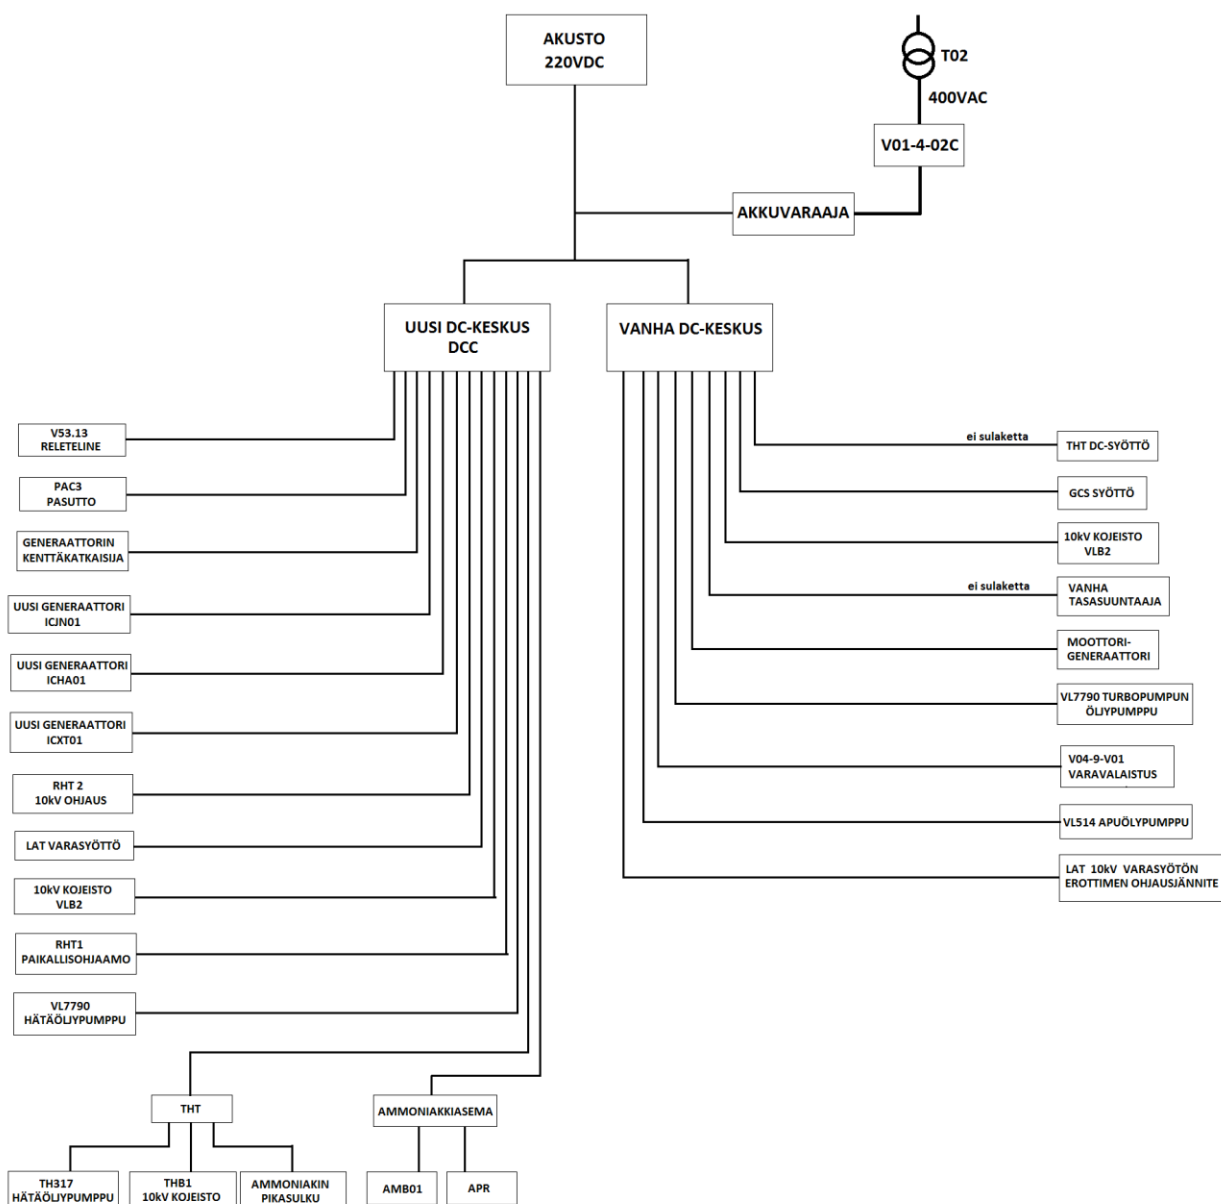 AKUSTO
220VDC
T02
400VAC
V01-4-02C
AKKUVARAAJA
UUSI DC-KESKUS
DCC
VANHA DC-KESKUS
V53.13
RELETELINE
PAC3
PASUTTO
GENERAATTORIN
KENTTÄKATKAISIJA
UUSI GENERAATTORI
ICJN01
UUSI GENERAATTORI
ICHA01
UUSI GENERAATTORI
ICXT01
RHT 2
10kV OHJAUS
LAT VARASYÖTTÖ
10kV KOJEISTO
VLB2
RHT1
PAIKALLISOHJAAMO
VL7790
HÄTÄÖLJYPUMPPU
THT
TH317
HÄTÄÖLJYPUMPPU
THB1
10kV KOJEISTO
AMMONIAKIN
PIKASULKU
AMMONIAKKIASEMA
AMB01
APR
ei sulaketta
THT DC-SYÖTTÖ
GCS SYÖTTÖ
10kV KOJEISTO
VLB2
ei sulaketta
VANHA
TASASUUNTAAJA
MOOTTORI-
GENERAATTORI
VL7790 TURBOPUMPUN
ÖLJYPUMPPU
V04-9-V01
VARAVALAISTUS
VL514 APUÖLYPUMPPU
LAT 10kV VARASYÖTÖN
EROTTIMEN OHJAUSJÄNNITE